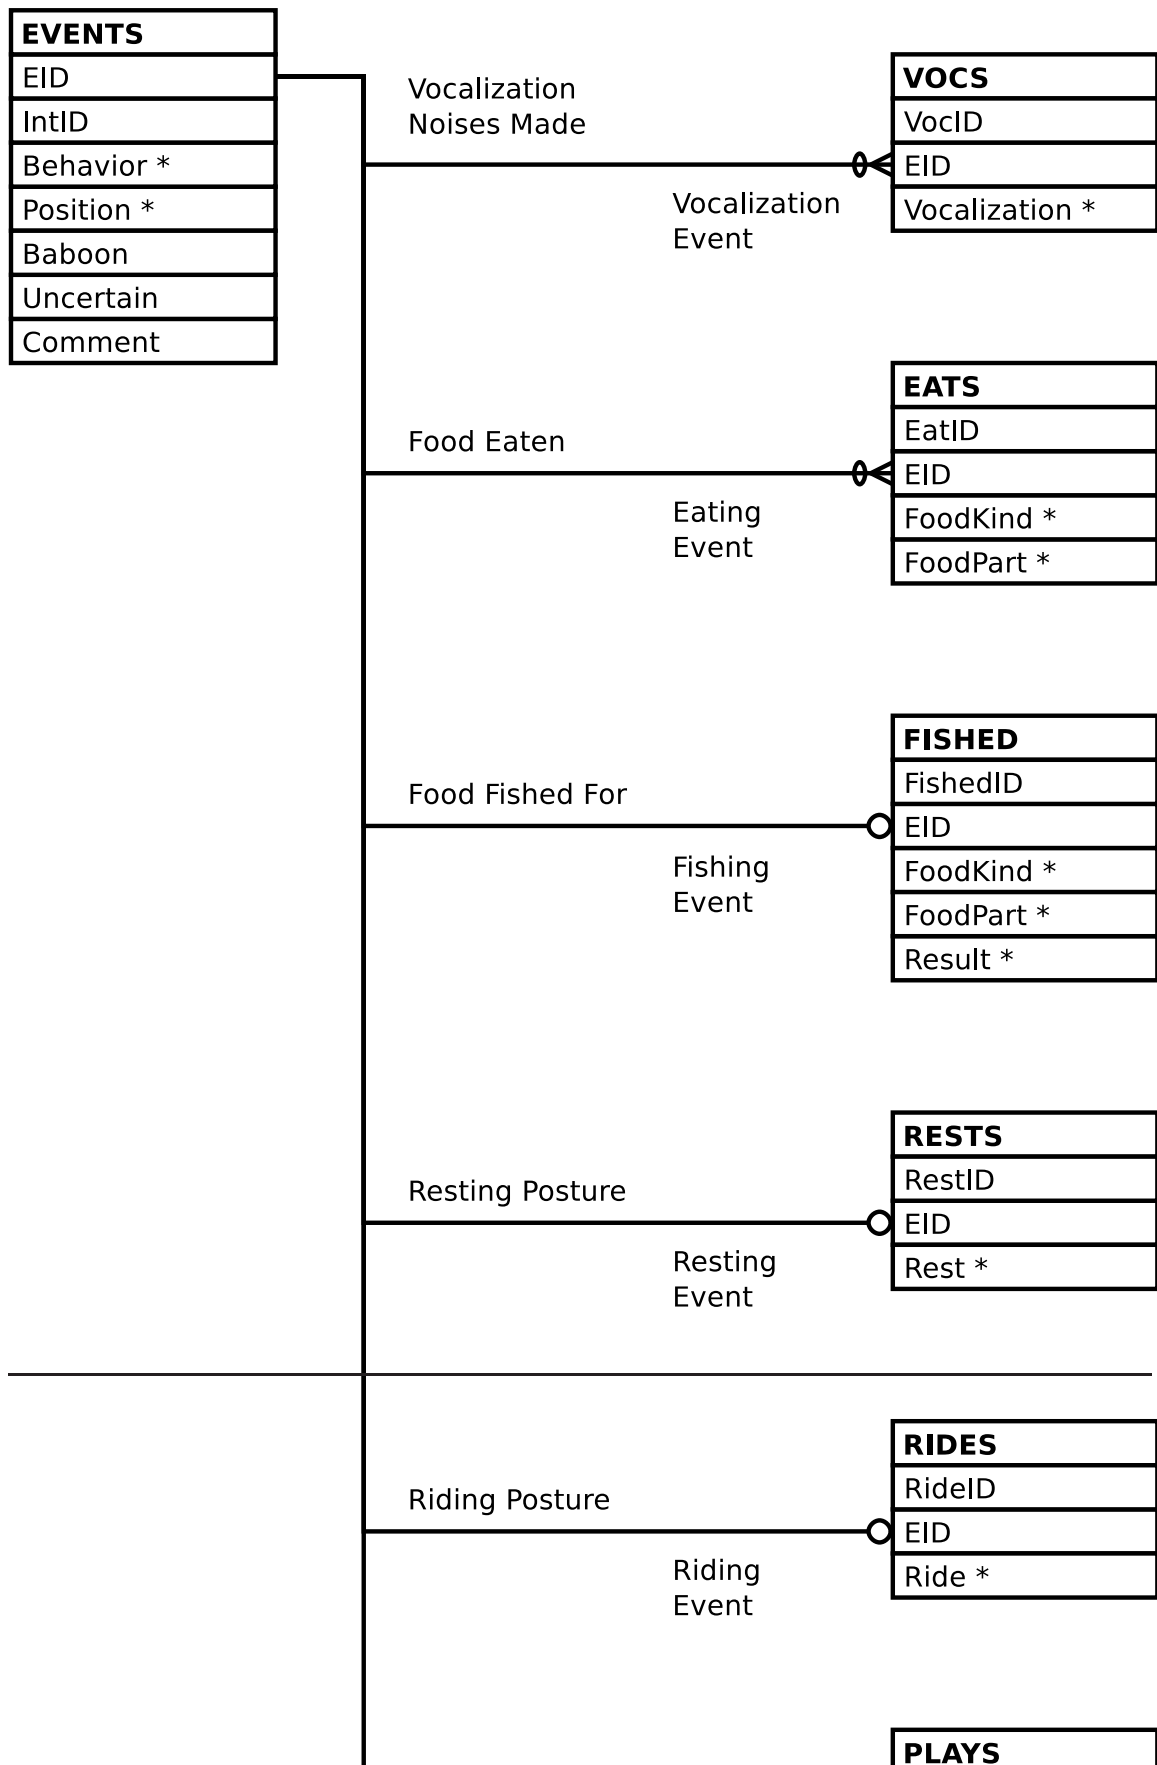 EVENTS
EID
IntID
Behavior *
Position *
Baboon
Uncertain
Comment
Vocalization
Noises Made
Vocalization
Event
VOCS
VocID
EID
Vocalization *
Food Eaten
Eating
Event
EATS
EatID
EID
FoodKind *
FoodPart *
Food Fished For
Fishing
Event
FISHED
FishedID
EID
FoodKind *
FoodPart *
Result *
Resting Posture
Resting
Event
RESTS
RestID
EID
Rest *
Riding Posture
Riding
Event
RIDES
RideID
EID
Ride *
PLAYS